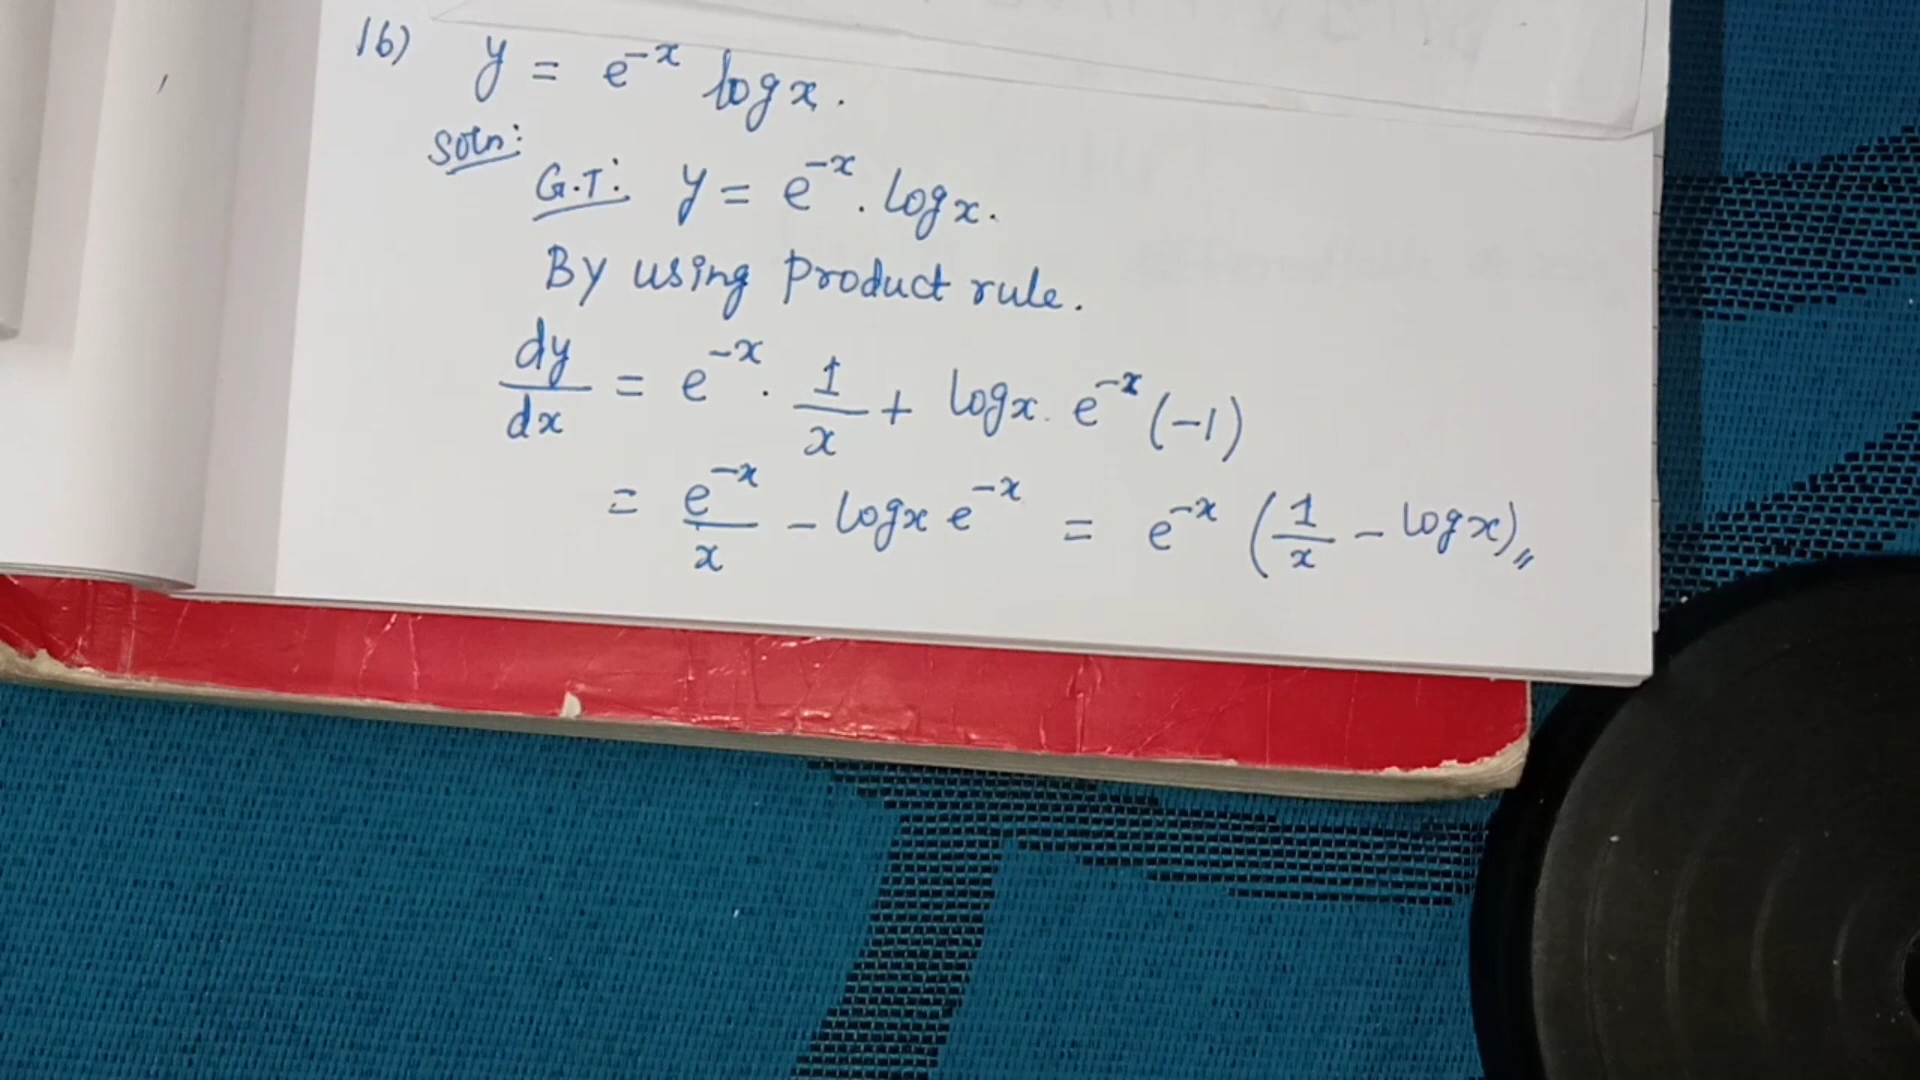 16) y = e^{-x} log x.
Soln:
G.T: y = e^{-x} . log x.
By using product rule.
dy/dx = e^{-x} . 1/x + log x . e^{-x} (-1)
= e^{-x}/x - log x e^{-x} = e^{-x} (1/x - log x)〃